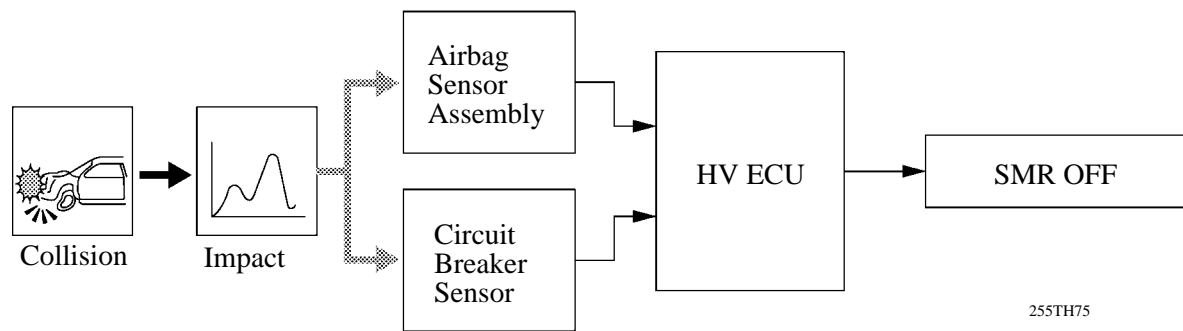 Collision
Impact
Airbag
Sensor
Assembly
Circuit
Breaker
Sensor
HV ECU
SMR OFF
255TH75